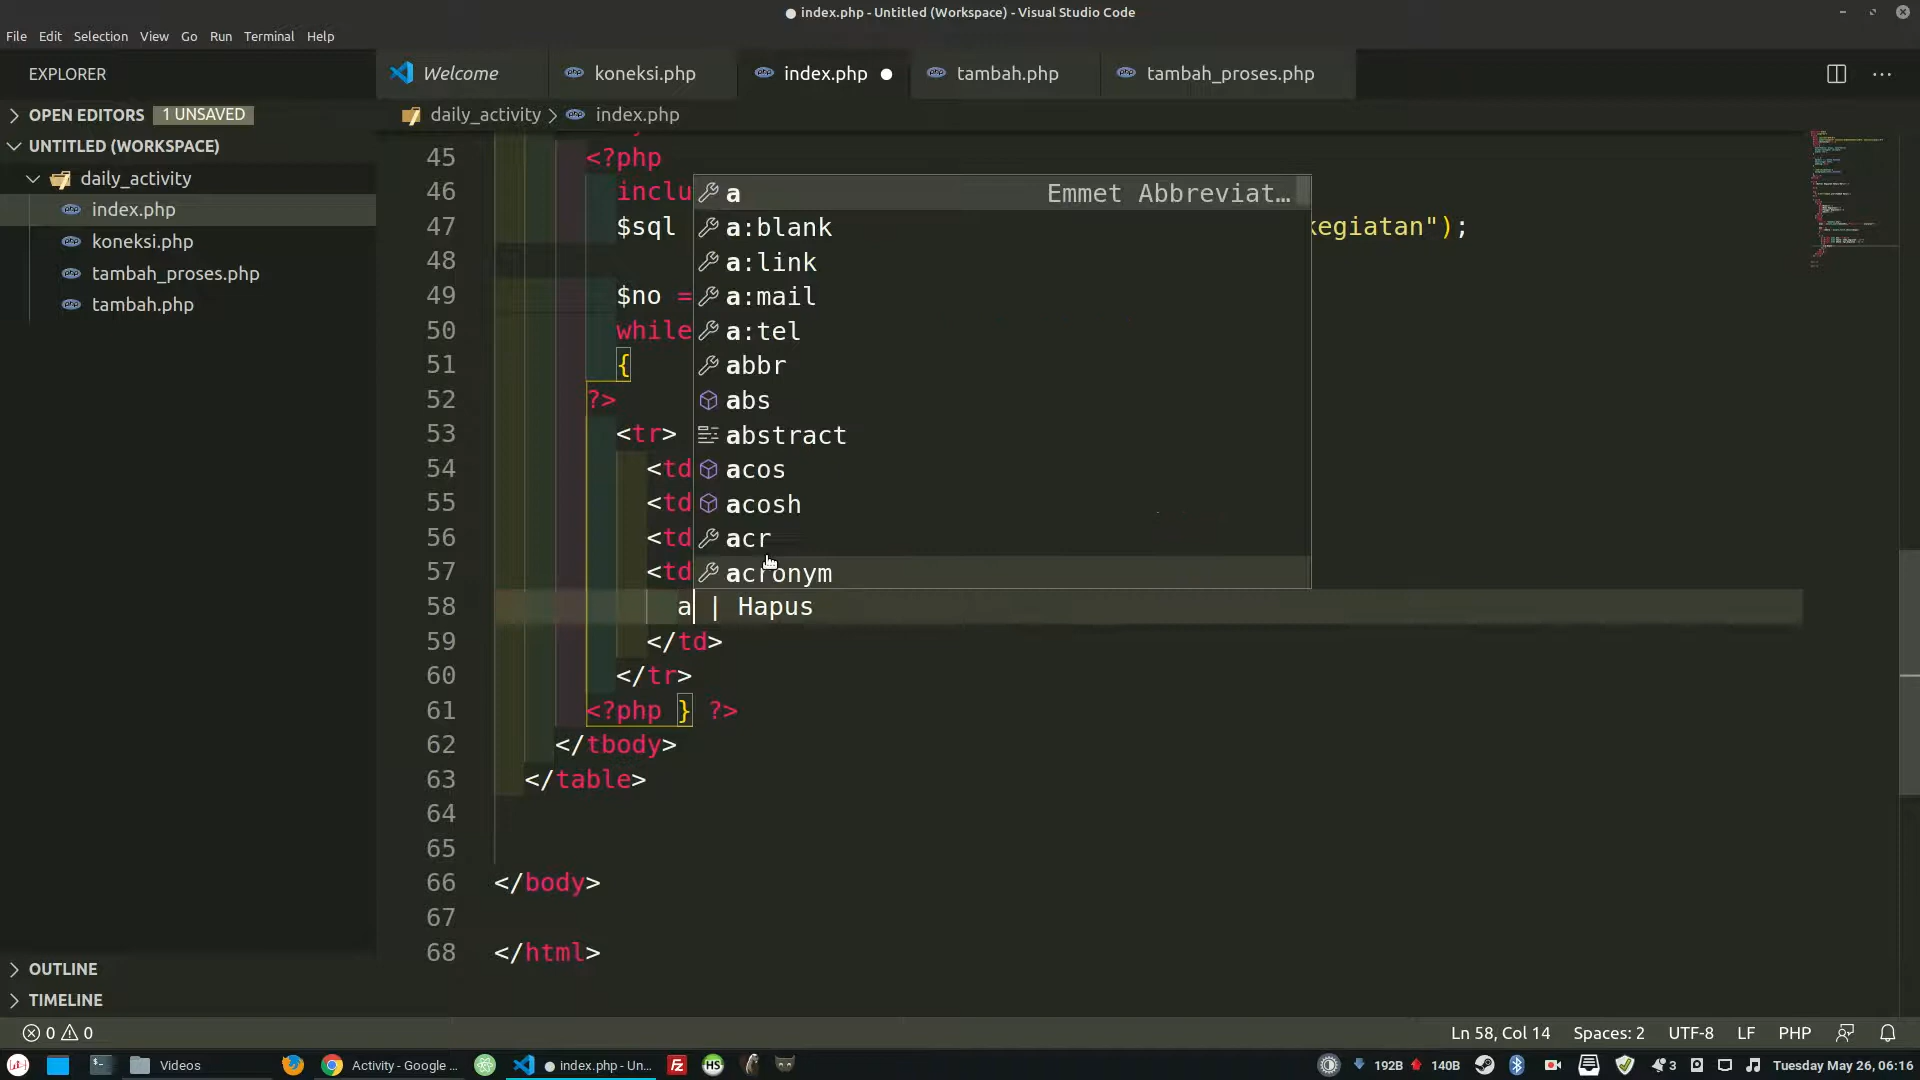 index.php - Untitled (Workspace) - Visual Studio Code
File Edit Selection View Go Run Terminal Help
EXPLORER
Welcome
koneksi.php
index.php
tambah.php
tambah_proses.php
OPEN EDITORS 1 UNSAVED
daily_activity > index.php
UNTITLED (WORKSPACE)
daily_activity
index.php
koneksi.php
tambah_proses.php
tambah.php
45 <?php
46 inclu
47 $sql kegiatan");
48
49 $no =
50 while
51 {
52 ?>
53 <tr>
54 <td
55 <td
56 <td
57 <td
58 a | Hapus
59 </td>
60 </tr>
61 <?php } ?>
62 </tbody>
63 </table>
64
65
66 </body>
67
68 </html>
a Emmet Abbreviat…
a:blank
a:link
a:mail
a:tel
abbr
abs
abstract
acos
acosh
acr
acronym
OUTLINE
TIMELINE
0 0
Ln 58, Col 14 Spaces: 2 UTF-8 LF PHP
Videos
Activity - Google ...
index.php - Un...
192B 140B
3
Tuesday May 26, 06:16